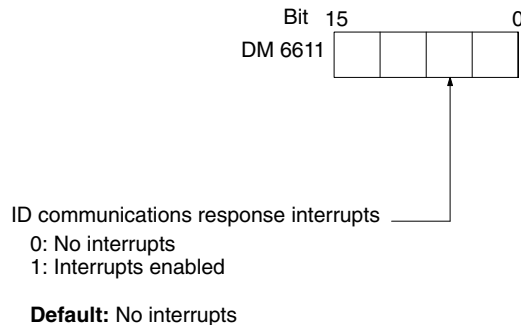 Bit 15 0
DM 6611
ID communications response interrupts
0: No interrupts
1: Interrupts enabled
Default: No interrupts